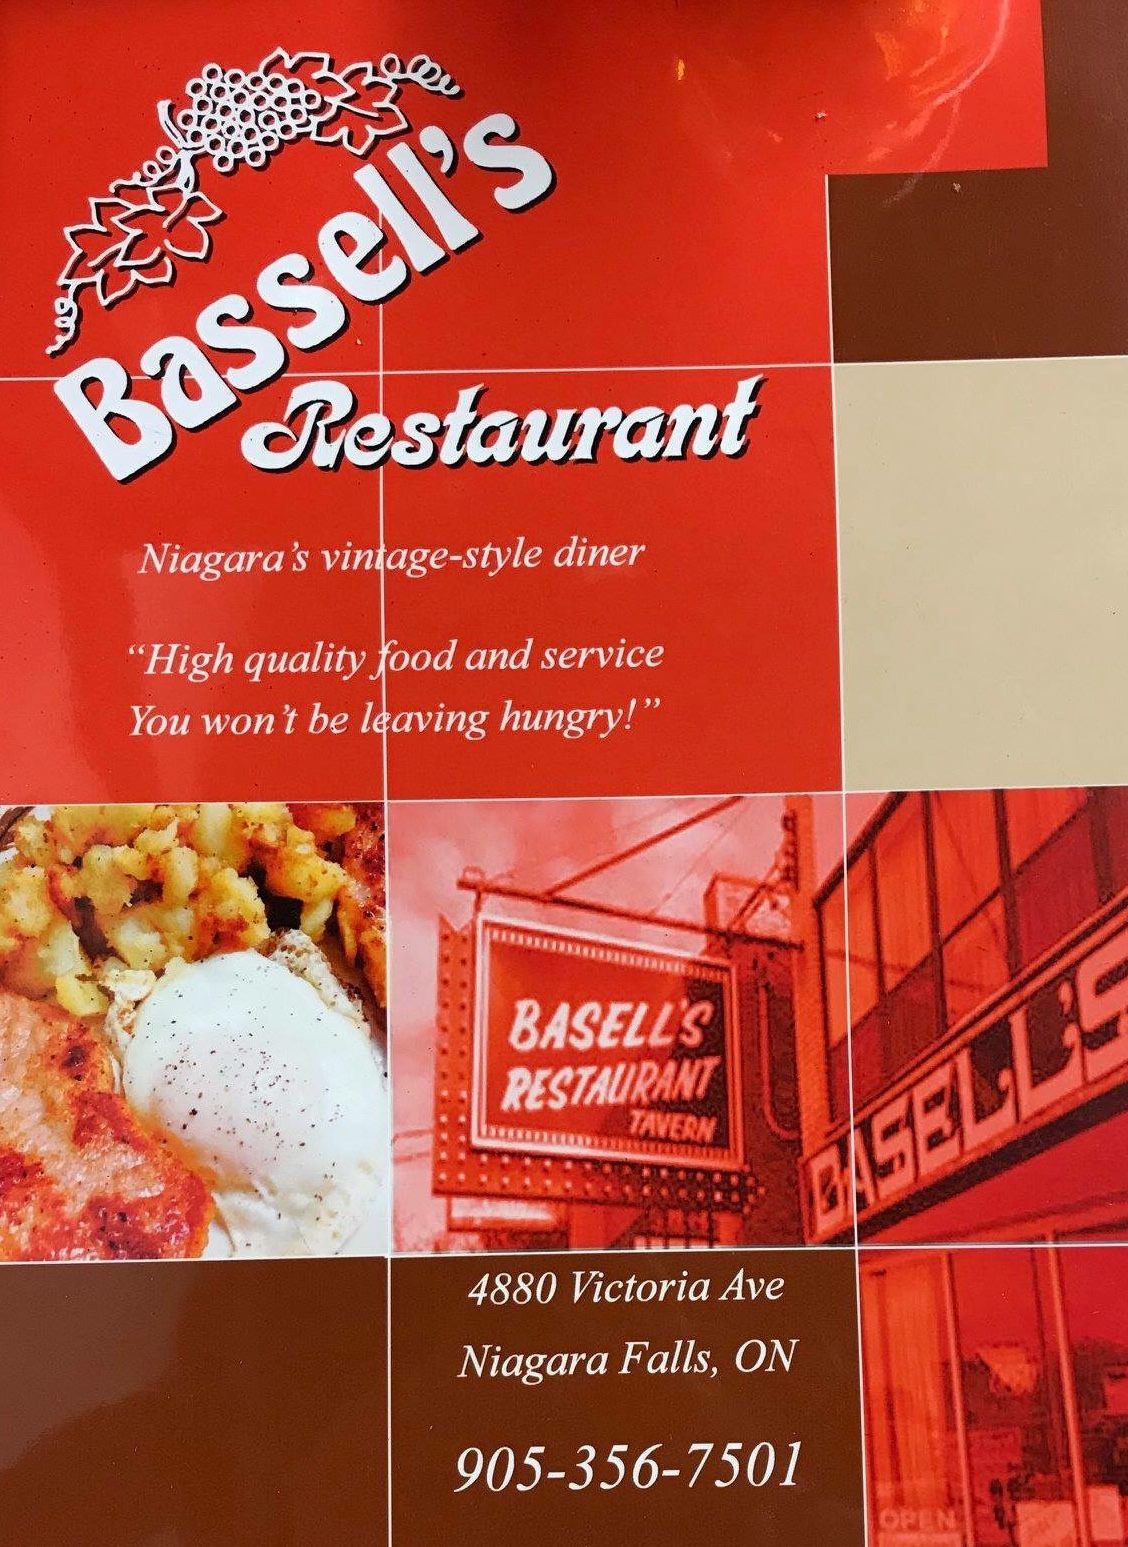 Bassell's
Restaurant
Niagara's vintage-style diner
“High quality food and service
You won't be leaving hungry!”
BASELL'S
RESTAURANT
TAVERN
BASELL'S
4880 Victoria Ave
Niagara Falls, ON
905-356-7501
OPEN